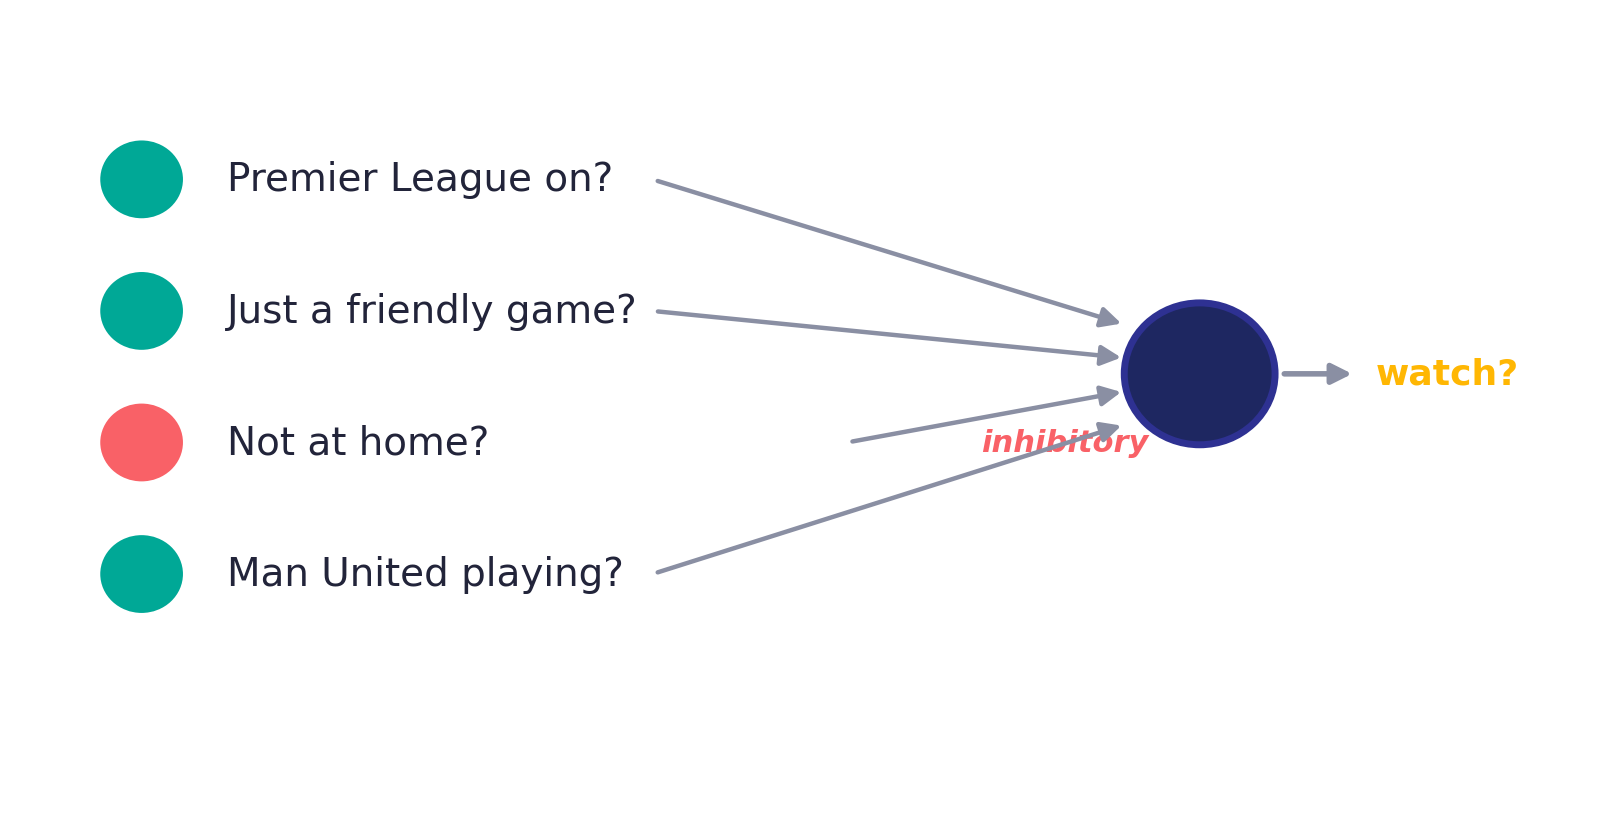 Premier League on?
Just a friendly game?
Not at home?
inhibitory
Man United playing?
watch?